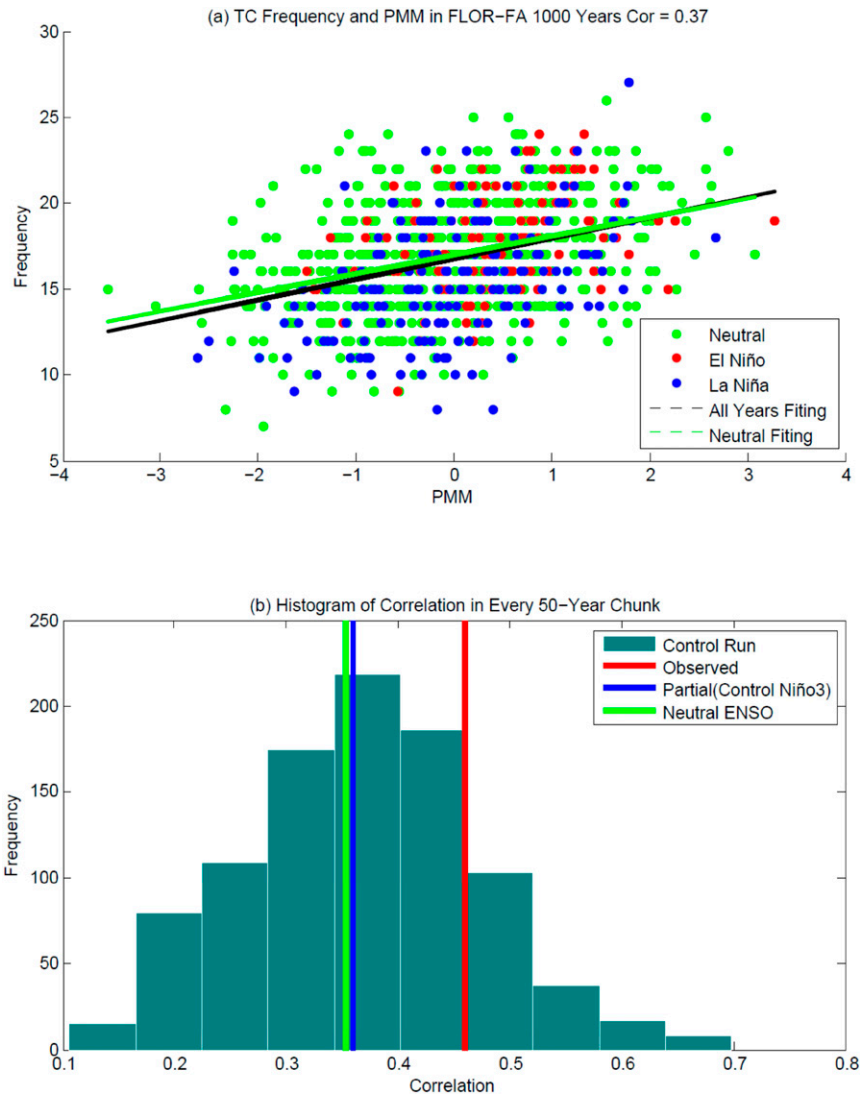 (a) TC Frequency and PMM in FLOR−FA 1000 Years Cor = 0.37
30
25
20
15
10
5
Frequency
−4
−3
−2
−1
0
1
2
3
4
PMM
Neutral
El Niño
La Niña
All Years Fiting
Neutral Fiting
(b) Histogram of Correlation in Every 50−Year Chunk
250
200
150
100
50
0
Frequency
0.1
0.2
0.3
0.4
0.5
0.6
0.7
0.8
Correlation
Control Run
Observed
Partial(Control Niño3)
Neutral ENSO